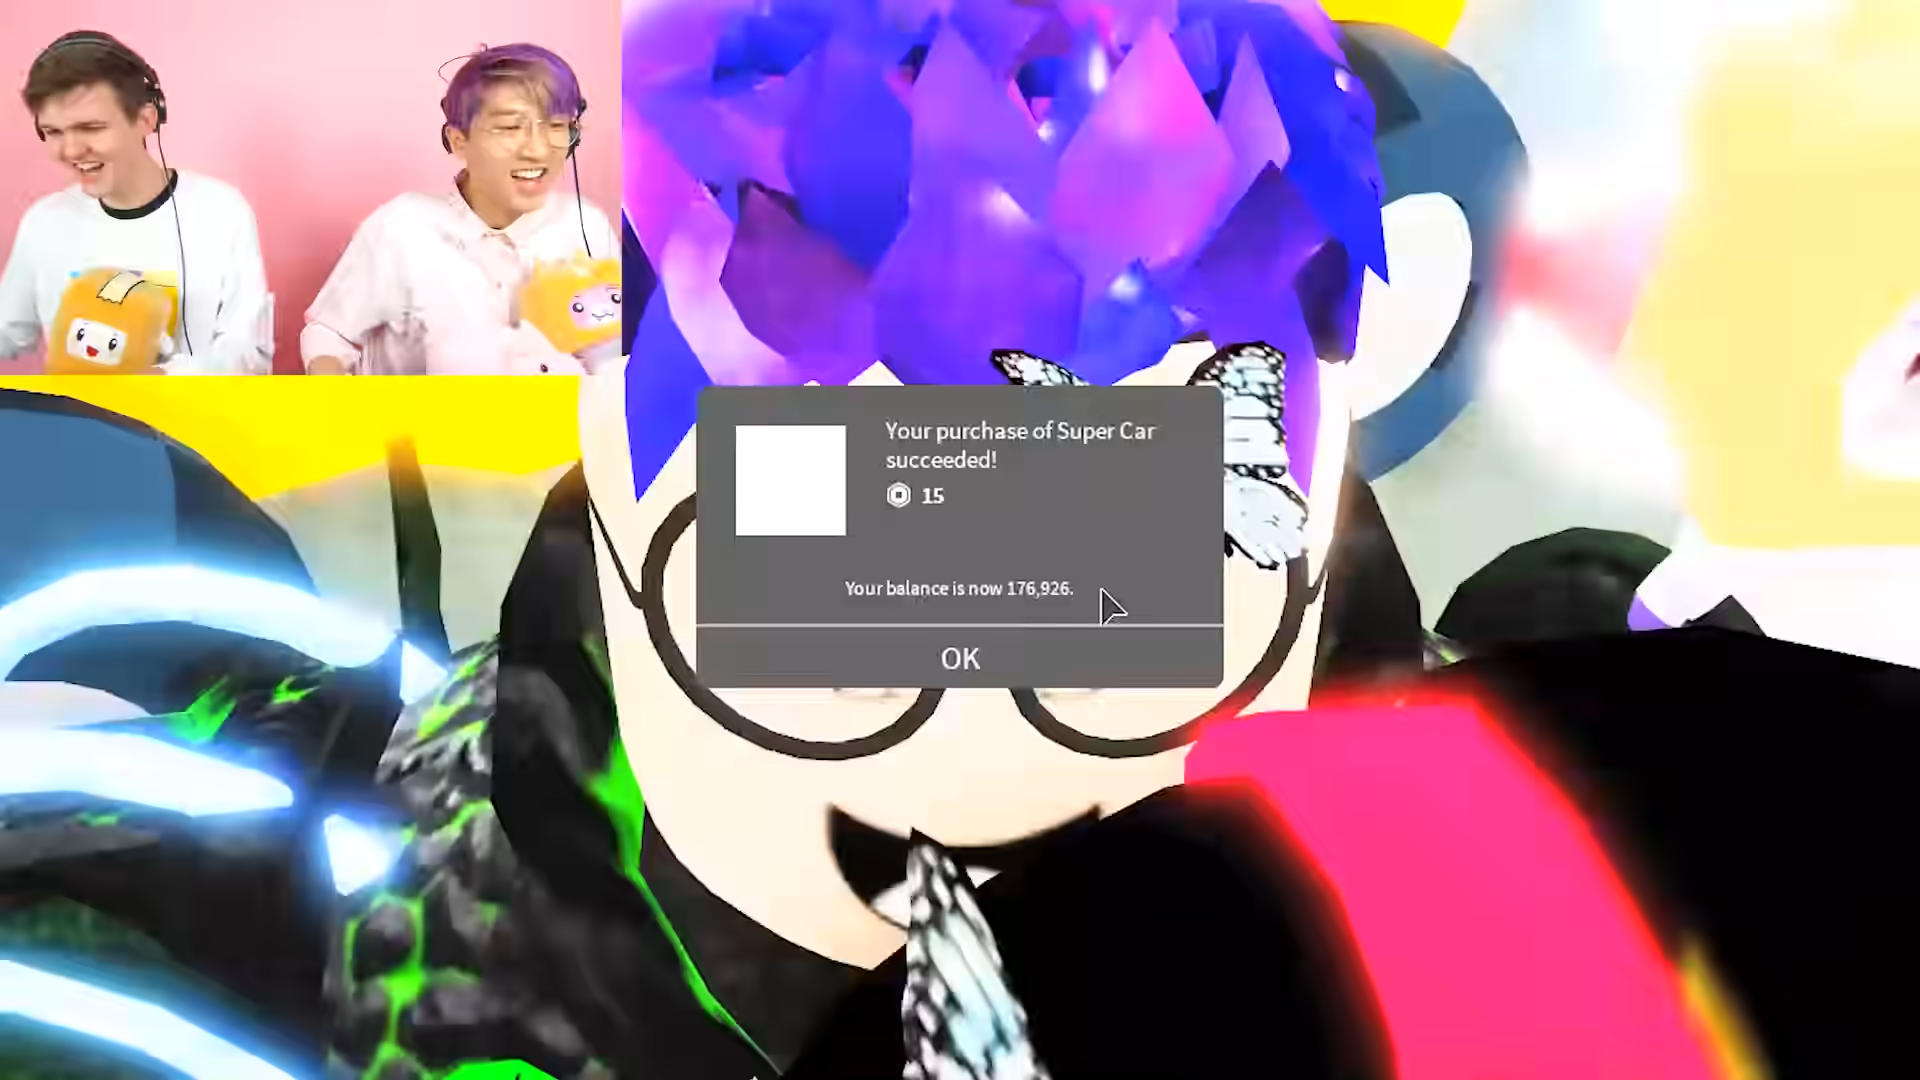 Your purchase of Super Car
succeeded!
15
Your balance is now 176,926.
OK